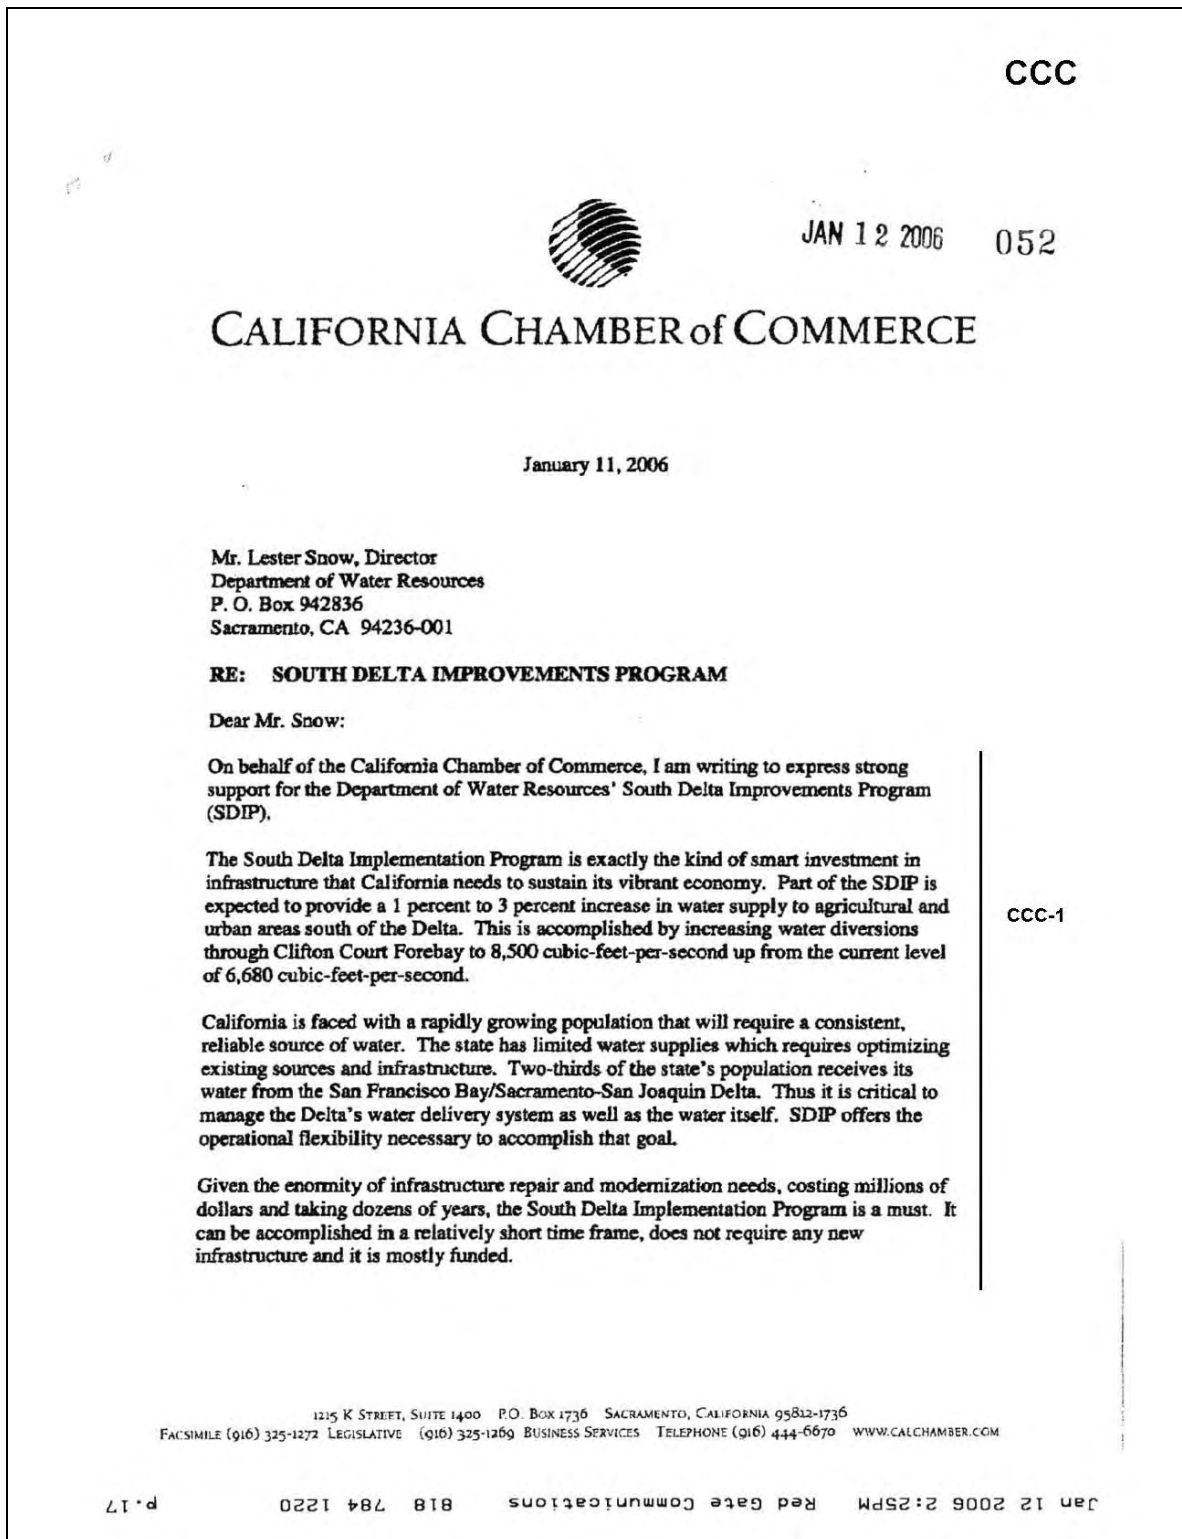 CCC
JAN 12 2006 052
CALIFORNIA CHAMBER of COMMERCE
January 11, 2006
Mr. Lester Snow, Director
Department of Water Resources
P. O. Box 942836
Sacramento, CA 94236-001
RE: SOUTH DELTA IMPROVEMENTS PROGRAM
Dear Mr. Snow:
On behalf of the California Chamber of Commerce, I am writing to express strong
support for the Department of Water Resources' South Delta Improvements Program
(SDIP).
The South Delta Implementation Program is exactly the kind of smart investment in
infrastructure that California needs to sustain its vibrant economy. Part of the SDIP is
expected to provide a 1 percent to 3 percent increase in water supply to agricultural and
urban areas south of the Delta. This is accomplished by increasing water diversions
through Clifton Court Forebay to 8,500 cubic-feet-per-second up from the current level
of 6,680 cubic-feet-per-second.
CCC-1
California is faced with a rapidly growing population that will require a consistent,
reliable source of water. The state has limited water supplies which requires optimizing
existing sources and infrastructure. Two-thirds of the state's population receives its
water from the San Francisco Bay/Sacramento-San Joaquin Delta. Thus it is critical to
manage the Delta's water delivery system as well as the water itself. SDIP offers the
operational flexibility necessary to accomplish that goal.
Given the enormity of infrastructure repair and modernization needs, costing millions of
dollars and taking dozens of years, the South Delta Implementation Program is a must. It
can be accomplished in a relatively short time frame, does not require any new
infrastructure and it is mostly funded.
1215 K STREET, SUITE 1400 P.O. BOX 1736 SACRAMENTO, CALIFORNIA 95812-1736
FACSIMILE (916) 325-1272 LEGISLATIVE (916) 325-1269 BUSINESS SERVICES TELEPHONE (916) 444-6670 WWW.CALCHAMBER.COM
Jan 12 2006 2:25PM Red Gate Communications 818 784 1220 p.17